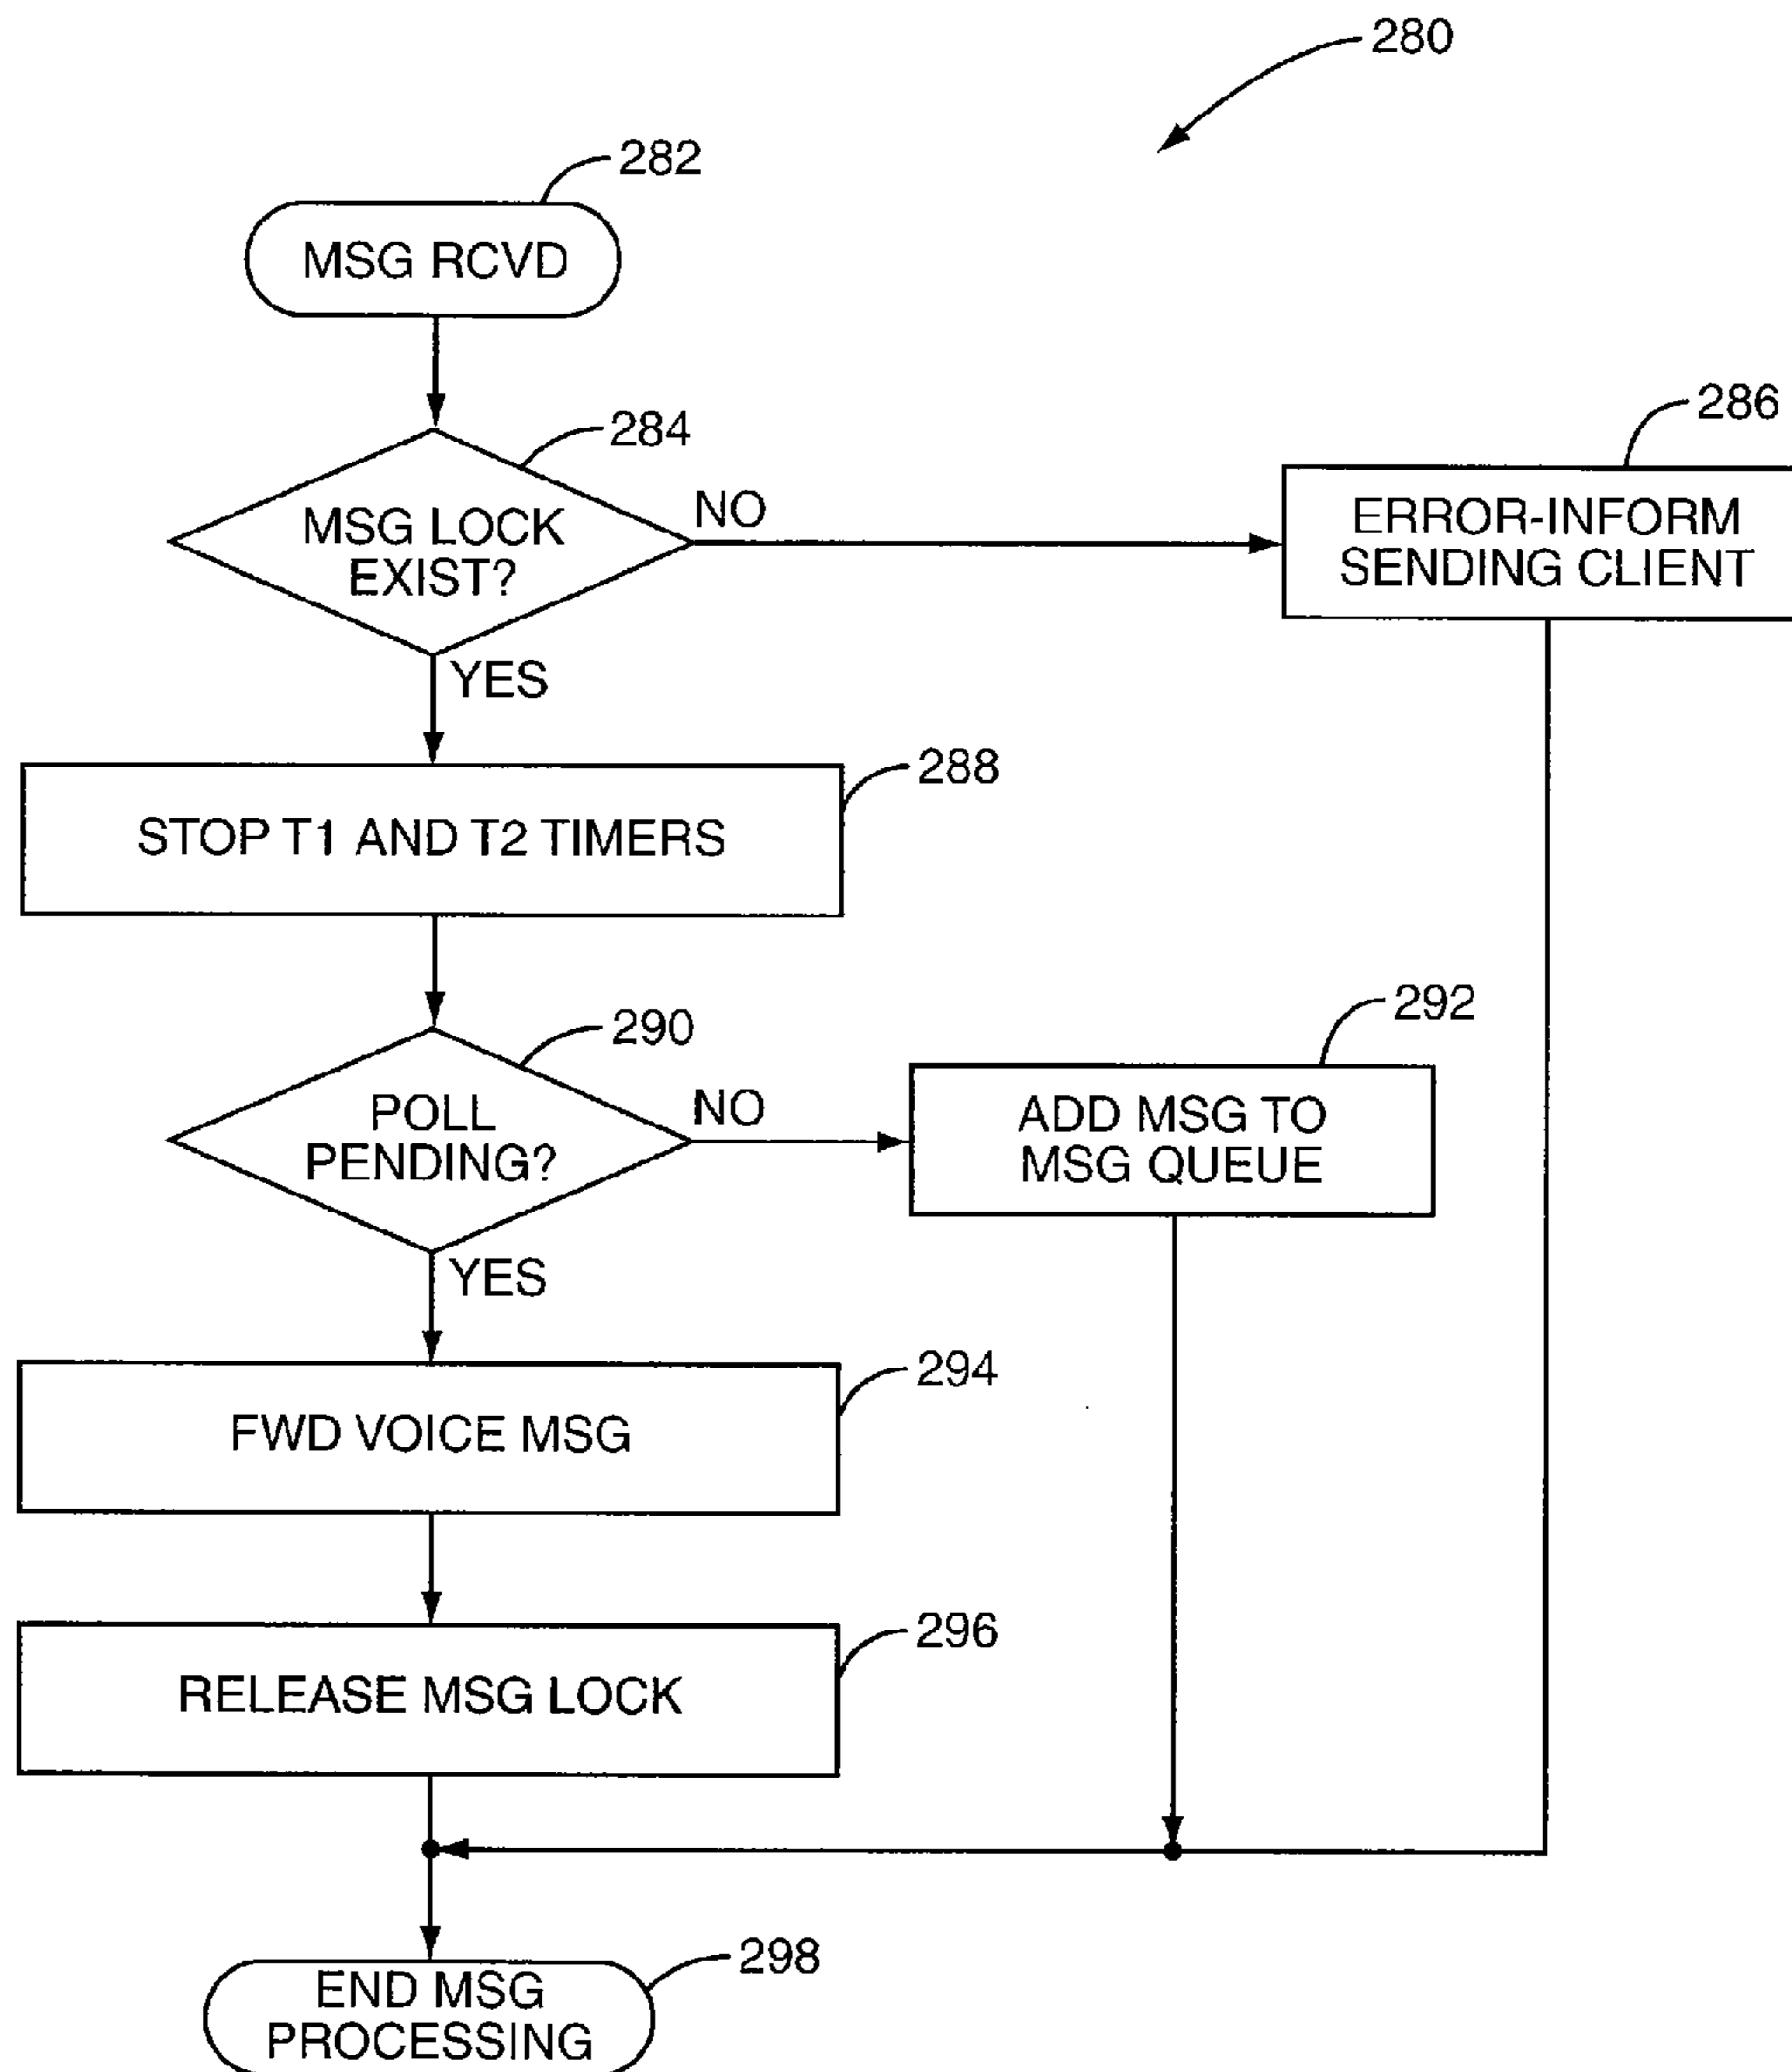 280
282
MSG RCVD
284
MSG LOCK
EXIST?
NO
286
ERROR-INFORM
SENDING CLIENT
YES
288
STOP T1 AND T2 TIMERS
290
POLL
PENDING?
NO
292
ADD MSG TO
MSG QUEUE
YES
294
FWD VOICE MSG
296
RELEASE MSG LOCK
298
END MSG
PROCESSING